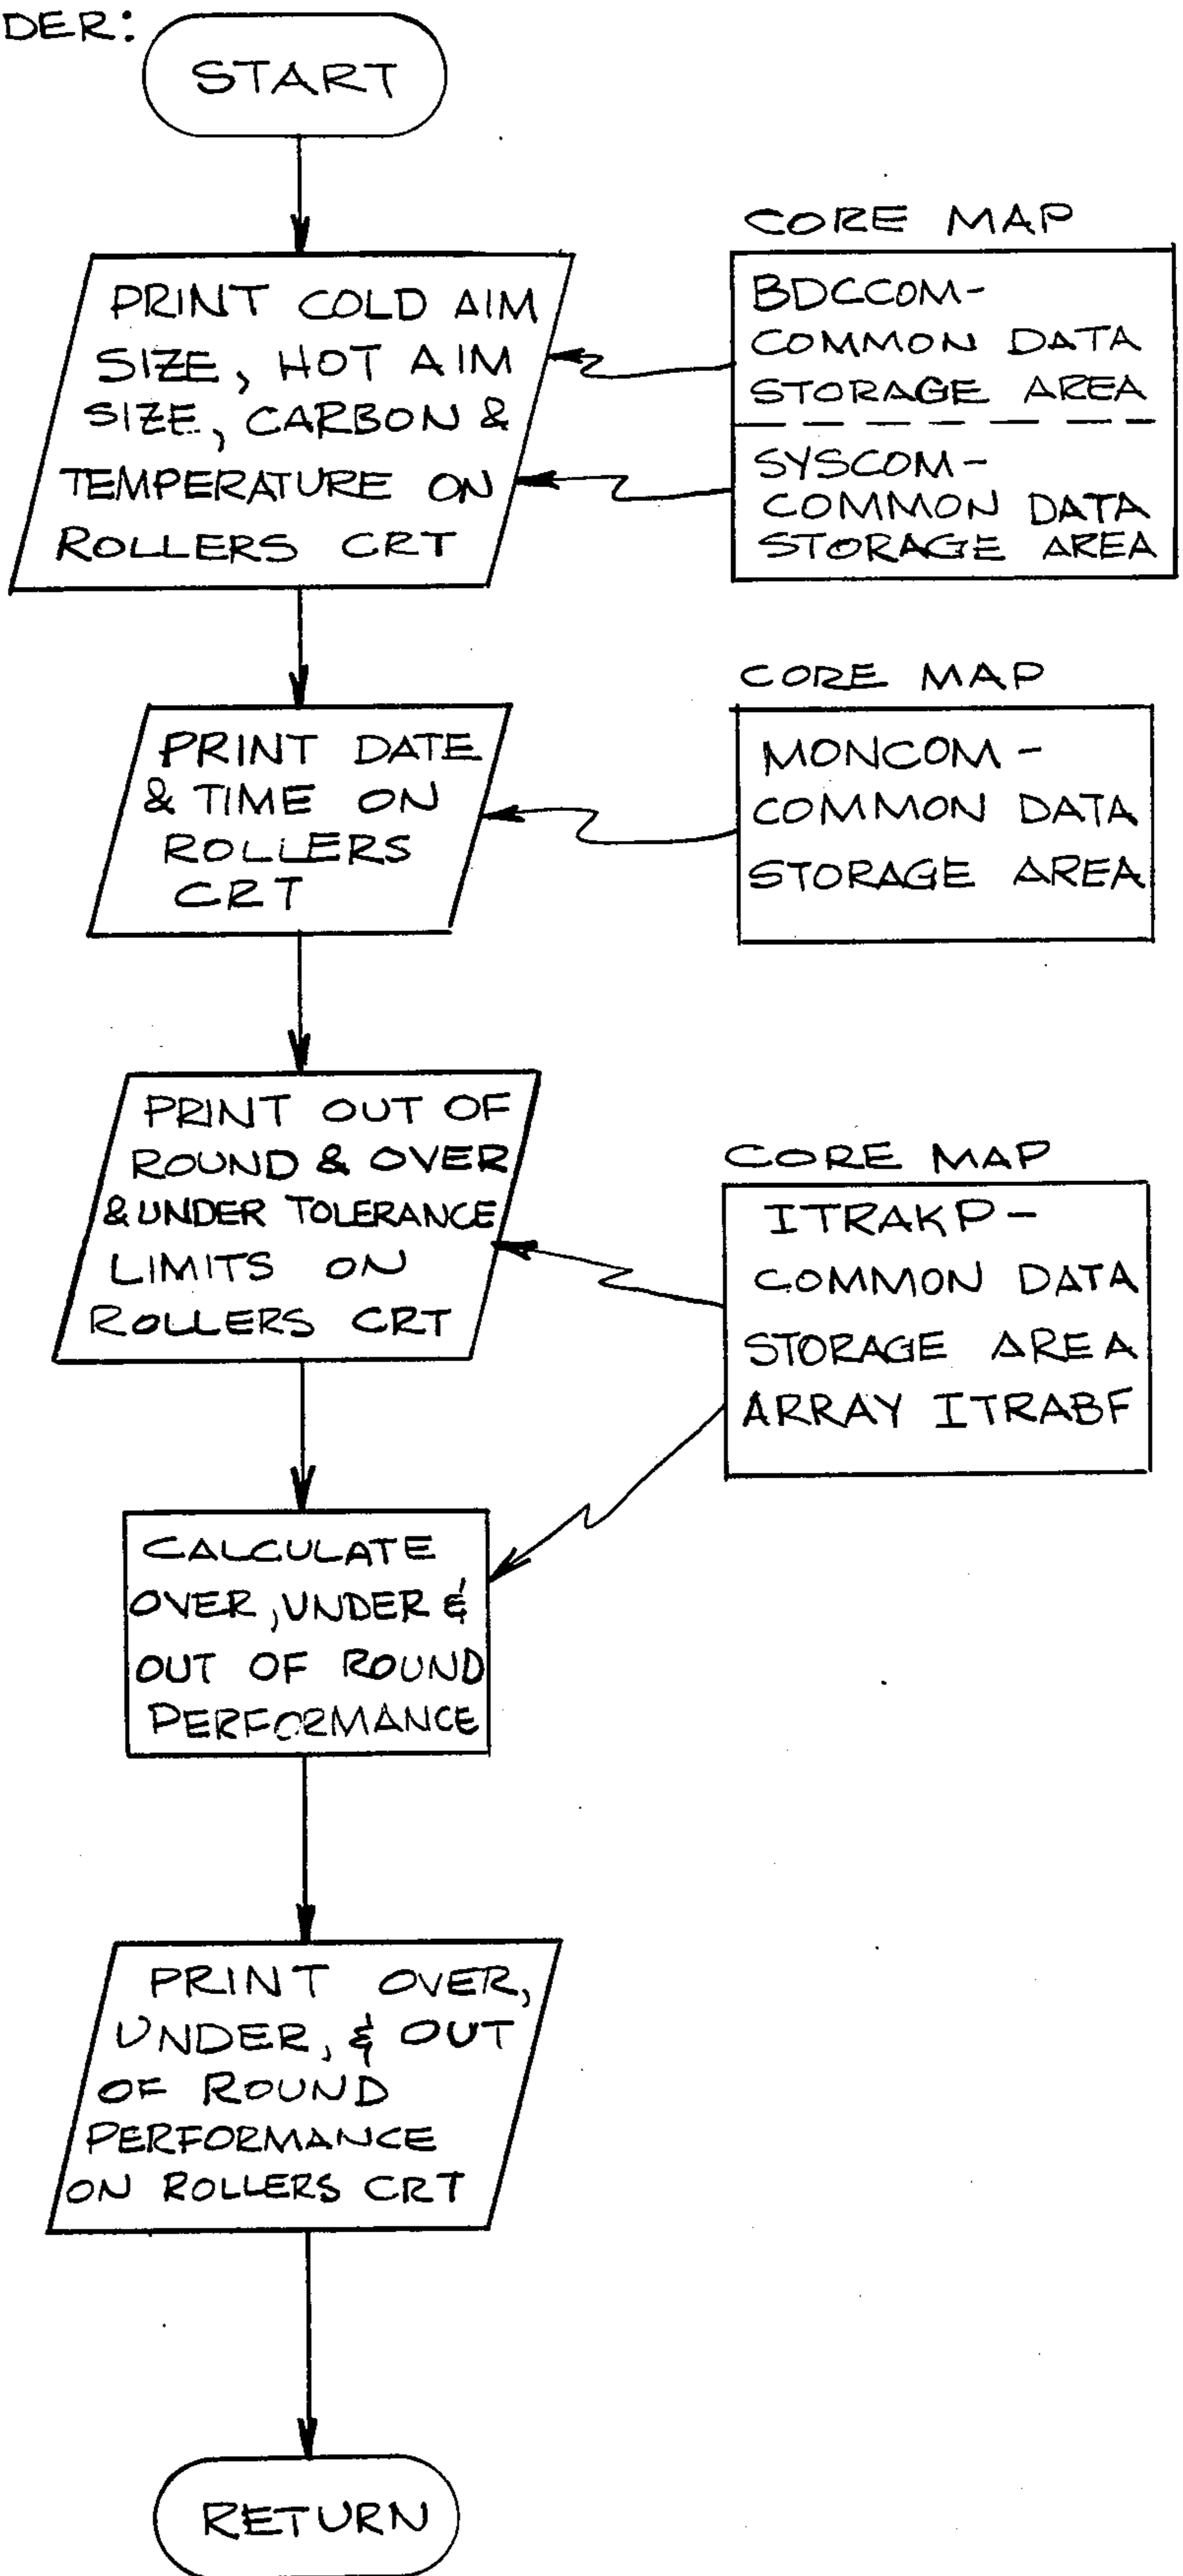 DER:
START
PRINT COLD AIM
SIZE, HOT AIM
SIZE, CARBON &
TEMPERATURE ON
ROLLERS CRT
CORE MAP
BDCCOM-
COMMON DATA
STORAGE AREA
SYSCOM-
COMMON DATA
STORAGE AREA
PRINT DATE
& TIME ON
ROLLERS
CRT
CORE MAP
MONCOM-
COMMON DATA
STORAGE AREA
PRINT OUT OF
ROUND & OVER
& UNDER TOLERANCE
LIMITS ON
ROLLERS CRT
CORE MAP
ITRAKP-
COMMON DATA
STORAGE AREA
ARRAY ITRABF
CALCULATE
OVER, UNDER &
OUT OF ROUND
PERFORMANCE
PRINT OVER,
UNDER, & OUT
OF ROUND
PERFORMANCE
ON ROLLERS CRT
RETURN